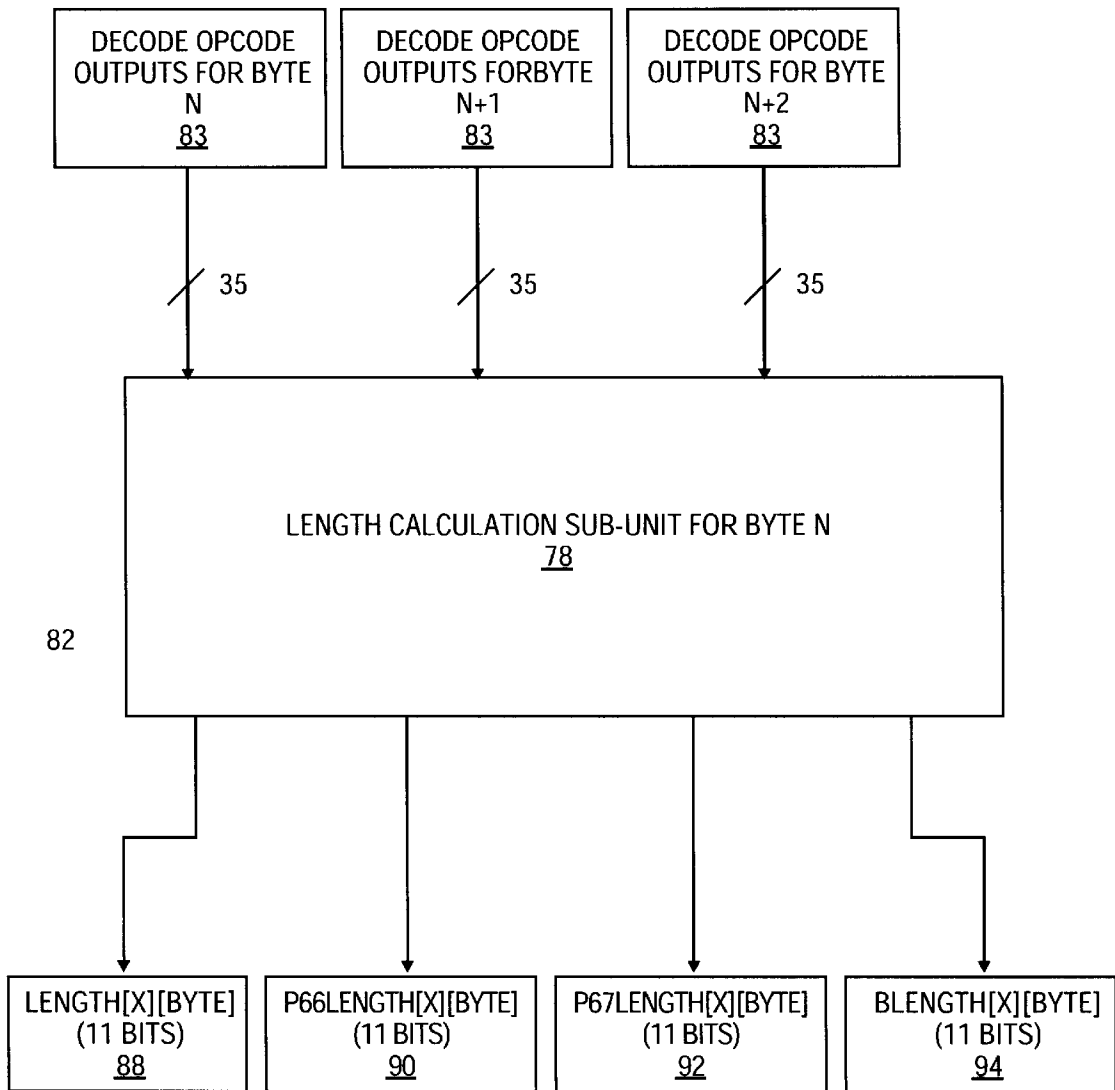 DECODE OPCODE
OUTPUTS FOR BYTE
N
83
DECODE OPCODE
OUTPUTS FORBYTE
N+1
83
DECODE OPCODE
OUTPUTS FOR BYTE
N+2
83
35
35
35
LENGTH CALCULATION SUB-UNIT FOR BYTE N
78
82
LENGTH[X][BYTE]
(11 BITS)
88
P66LENGTH[X][BYTE]
(11 BITS)
90
P67LENGTH[X][BYTE]
(11 BITS)
92
BLENGTH[X][BYTE]
(11 BITS)
94